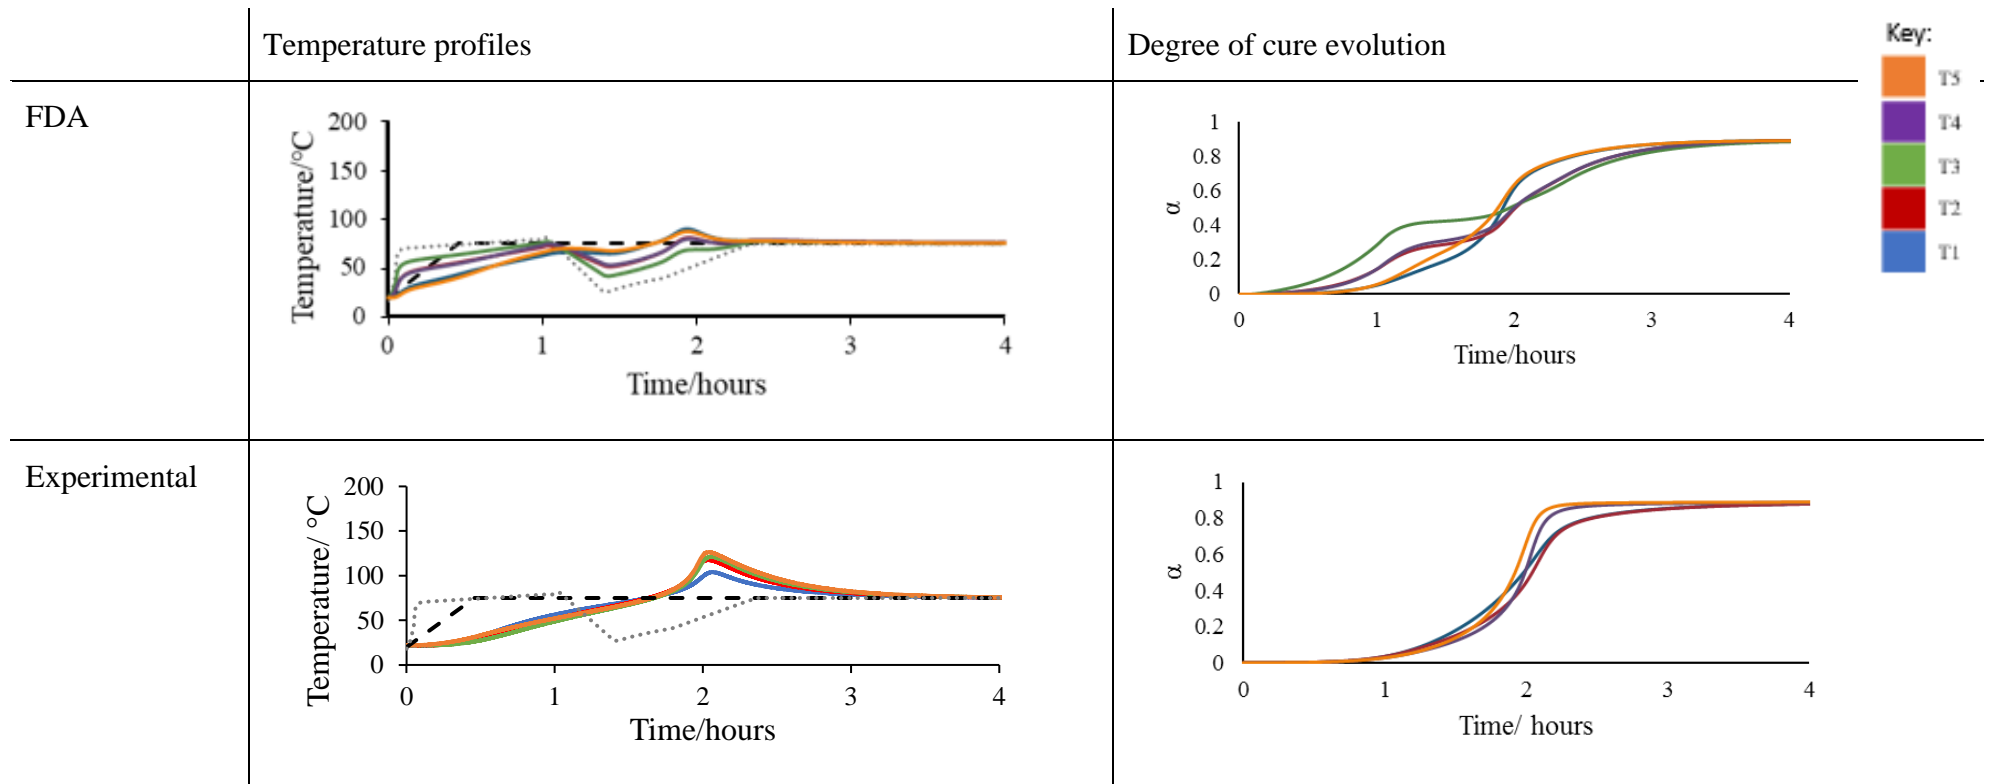 Temperature profiles
Degree of cure evolution
Key:
T5
T4
T3
T2
T1
FDA
Temperature/°C
200
150
100
50
0
0 1 2 3 4
Time/hours
α
1
0.8
0.6
0.4
0.2
0
0 1 2 3 4
Time/hours
Experimental
Temperature/ °C
200
150
100
50
0
0 1 2 3 4
Time/hours
α
1
0.8
0.6
0.4
0.2
0
0 1 2 3 4
Time/ hours